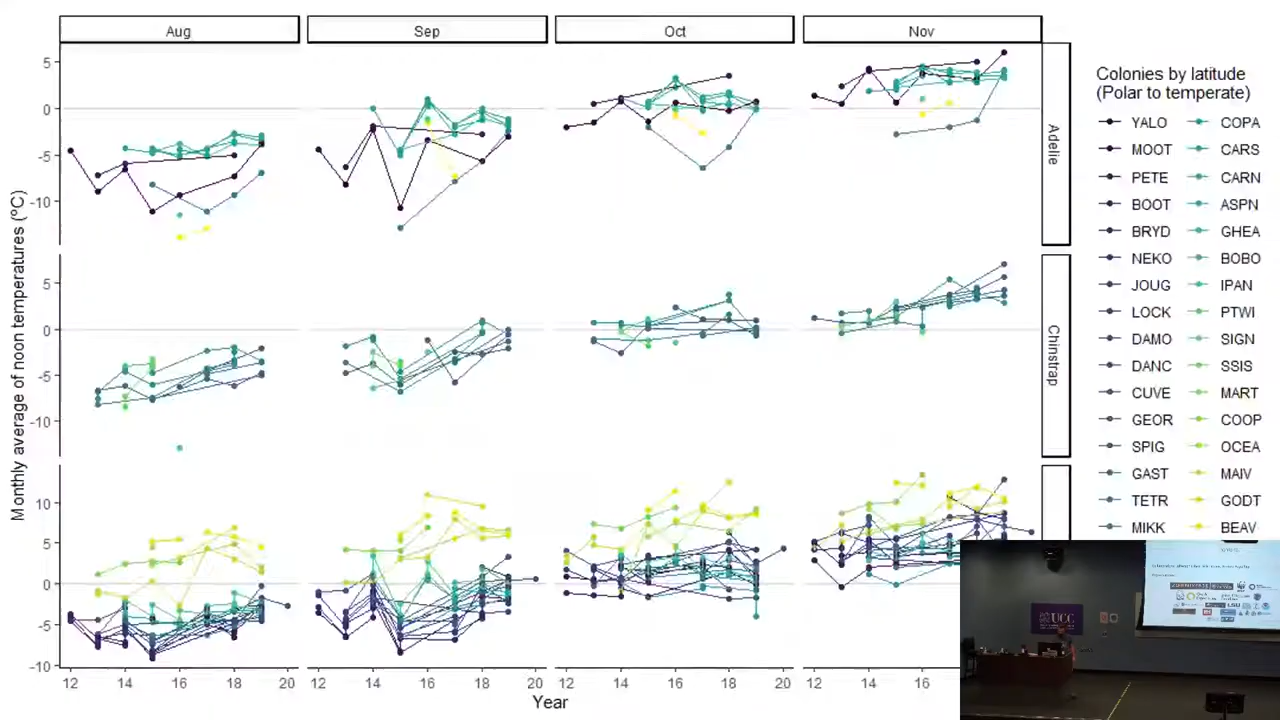 Aug Sep Oct Nov
Monthly average of noon temperatures (°C)
5
0
-5
-10
Adelie
5
0
-5
-10
Chinstrap
10
5
0
-5
-10
12 14 16 18 20 12 14 16 18 20 12 14 16 18 20 12 14 16
Year
Colonies by latitude
(Polar to temperate)
YALO COPA
MOOT CARS
PETE CARN
BOOT ASPN
BRYD GHEA
NEKO BOBO
JOUG IPAN
LOCK PTWI
DAMO SIGN
DANC SSIS
CUVE MART
GEOR COOP
SPIG OCEA
GAST MAIV
TETR GODT
MIKK BEAV
UCC